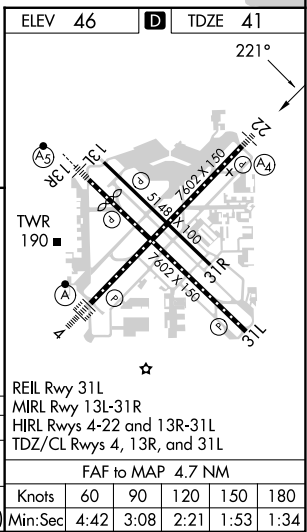 ELEV 46 D TDZE 41
221°
A5
13R
13L
22
P
A4
7602 X 150
P
5148 X 100
TWR
190
7602 X 150
31R
A
P
P
4
31L
REIL Rwy 31L
MIRL Rwy 13L-31R
HIRL Rwys 4-22 and 13R-31L
TDZ/CL Rwys 4, 13R, and 31L
FAF to MAP 4.7 NM
Knots 60 90 120 150 180
Min:Sec 4:42 3:08 2:21 1:53 1:34